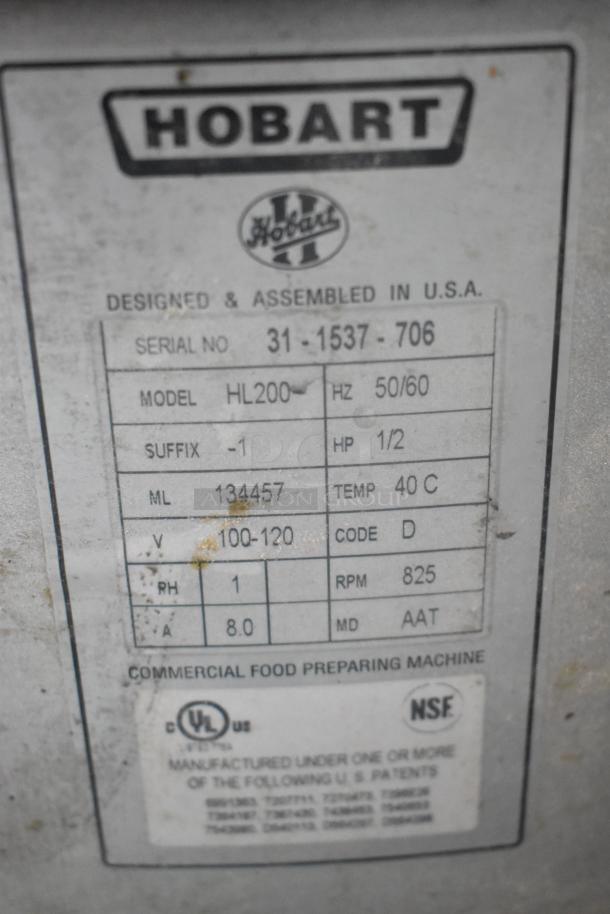 HOBART
Hobart
DESIGNED & ASSEMBLED IN U.S.A.
SERIAL NO 31 - 1537 - 706
MODEL HL200 HZ 50/60
SUFFIX -1 HP 1/2
ML 134457 TEMP 40 C
AUCTION GROUP
V 100-120 CODE D
PH 1 RPM 825
A 8.0 MD AAT
COMMERCIAL FOOD PREPARING MACHINE
C UL US NSF
MANUFACTURED UNDER ONE OR MORE
OF THE FOLLOWING U.S. PATENTS